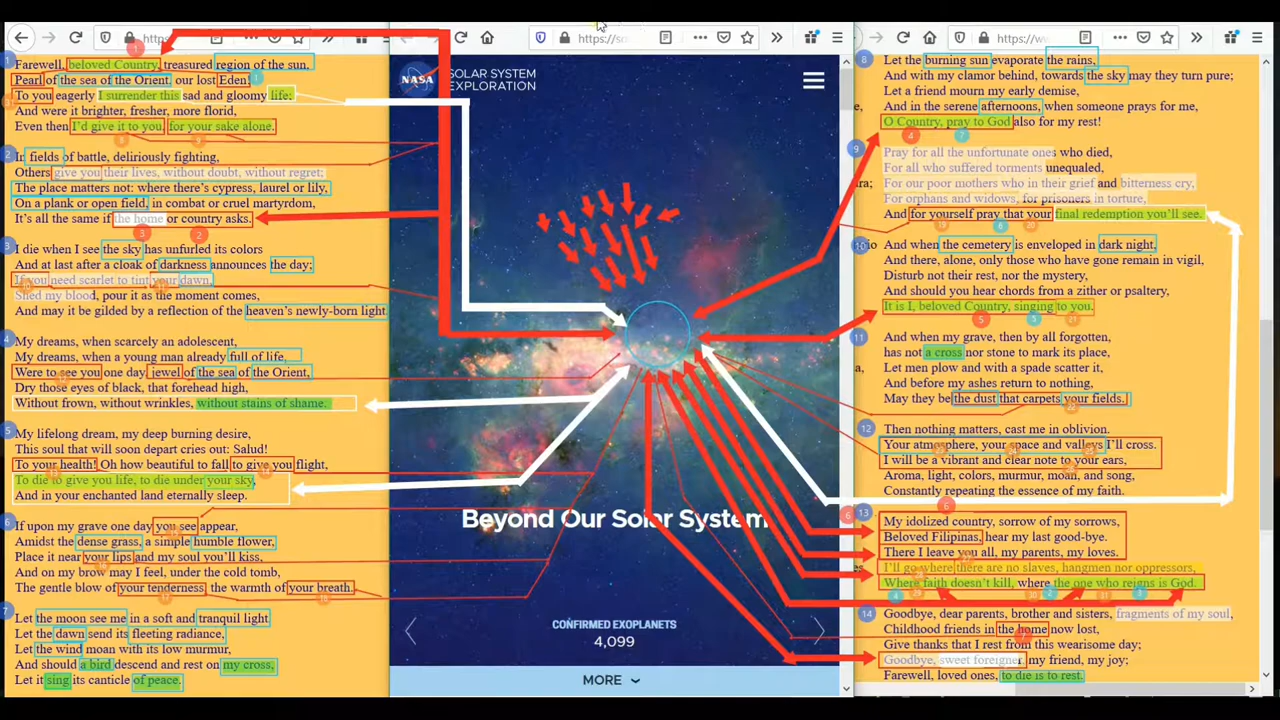 https:
https://so
https://w
1
Farewell, beloved Country, treasured region of the sun,
Pearl of the sea of the Orient, our lost Eden!
To you eagerly I surrender this sad and gloomy life;
And were it brighter, fresher, more florid,
Even then I'd give it to you, for your sake alone.
2
In fields of battle, deliriously fighting,
Others give you their lives, without doubt, without regret;
The place matters not: where there's cypress, laurel or lily,
On a plank or open field, in combat or cruel martyrdom,
It's all the same if the home or country asks.
3
2
3
I die when I see the sky has unfurled its colors
And at last after a cloak of darkness announces the day;
If you need scarlet to tint your dawn,
Shed my blood, pour it as the moment comes,
And may it be gilded by a reflection of the heaven's newly-born light.
4
My dreams, when scarcely an adolescent,
My dreams, when a young man already full of life,
Were to see you one day, jewel of the sea of the Orient,
Dry those eyes of black, that forehead high,
Without frown, without wrinkles, without stains of shame.
5
My lifelong dream, my deep burning desire,
This soul that will soon depart cries out: Salud!
To your health! Oh how beautiful to fall to give you flight,
To die to give you life, to die under your sky,
And in your enchanted land eternally sleep.
6
If upon my grave one day you see appear,
Amidst the dense grass, a simple humble flower,
Place it near your lips and my soul you'll kiss,
And on my brow may I feel, under the cold tomb,
The gentle blow of your tenderness, the warmth of your breath.
7
Let the moon see me in a soft and tranquil light
Let the dawn send its fleeting radiance,
Let the wind moan with its low murmur,
And should a bird descend and rest on my cross,
Let it sing its canticle of peace.
NASA
SOLAR SYSTEM
EXPLORATION
Beyond Our Solar System
CONFIRMED EXOPLANETS
4,099
MORE
8
Let the burning sun evaporate the rains,
And with my clamor behind, towards the sky may they turn pure;
Let a friend mourn my early demise,
And in the serene afternoons, when someone prays for me,
O Country, pray to God also for my rest!
4
7
9
Pray for all the unfortunate ones who died,
For all who suffered torments unequaled,
For our poor mothers who in their grief and bitterness cry,
For orphans and widows, for prisoners in torture,
And for yourself pray that your final redemption you'll see.
10
And when the cemetery is enveloped in dark night,
And there, alone, only those who have gone remain in vigil,
Disturb not their rest, nor the mystery,
And should you hear chords from a zither or psaltery,
It is I, beloved Country, singing to you.
5
11
And when my grave, then by all forgotten,
has not a cross nor stone to mark its place,
Let men plow and with a spade scatter it,
And before my ashes return to nothing,
May they be the dust that carpets your fields.
12
Then nothing matters, cast me in oblivion.
Your atmosphere, your space and valleys I'll cross.
I will be a vibrant and clear note to your ears,
Aroma, light, colors, murmur, moan, and song,
Constantly repeating the essence of my faith.
6
13
My idolized country, sorrow of my sorrows,
Beloved Filipinas, hear my last good-bye.
There I leave you all, my parents, my loves.
I'll go where there are no slaves, hangmen nor oppressors,
Where faith doesn't kill, where the one who reigns is God.
14
Goodbye, dear parents, brother and sisters, fragments of my soul,
Childhood friends in the home now lost,
Give thanks that I rest from this wearisome day;
Goodbye, sweet foreigner, my friend, my joy;
Farewell, loved ones, to die is to rest.